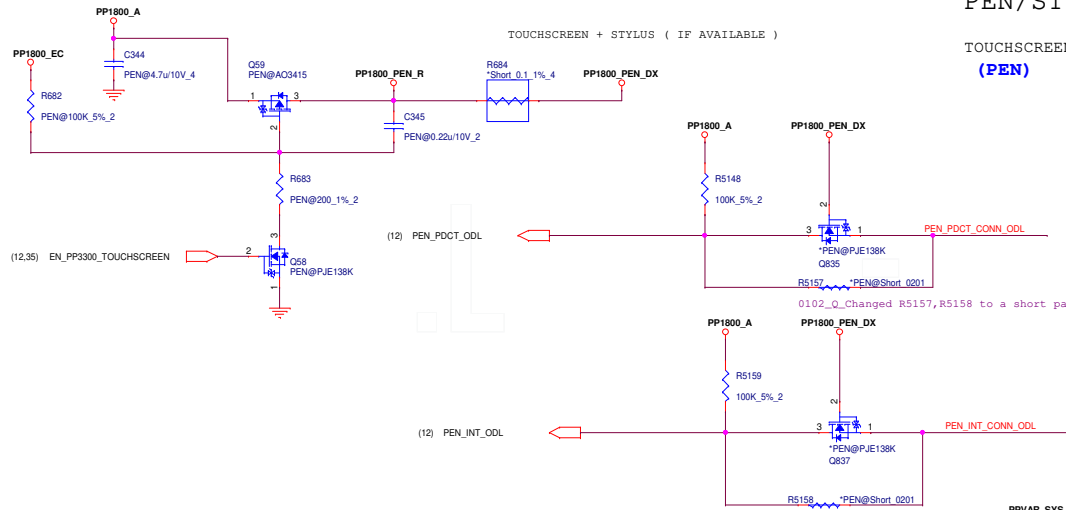 PP1800_A
PP1800_EC
C344
PEN@4.7u/10V_4
R682
PEN@100K_5%_2
Q59
PEN@AO3415
1
3
2
PP1800_PEN_R
TOUCHSCREEN + STYLUS ( IF AVAILABLE )
R684
*Short_0.1_1%_4
PP1800_PEN_DX
C345
PEN@0.22u/10V_2
R683
PEN@200_1%_2
(12,35) EN_PP3300_TOUCHSCREEN
2
3
1
Q58
PEN@PJE138K
TOUCHSCREEN
(PEN)
PP1800_A
PP1800_PEN_DX
R5148
100K_5%_2
(12) PEN_PDCT_ODL
2
3
1
*PEN@PJE138K
Q835
PEN_PDCT_CONN_ODL
R5157
*PEN@Short_0201
0102_Q_Changed R5157,R5158 to a short pa
PP1800_A
PP1800_PEN_DX
R5159
100K_5%_2
(12) PEN_INT_ODL
2
3
1
*PEN@PJE138K
Q837
PEN_INT_CONN_ODL
R5158
*PEN@Short_0201